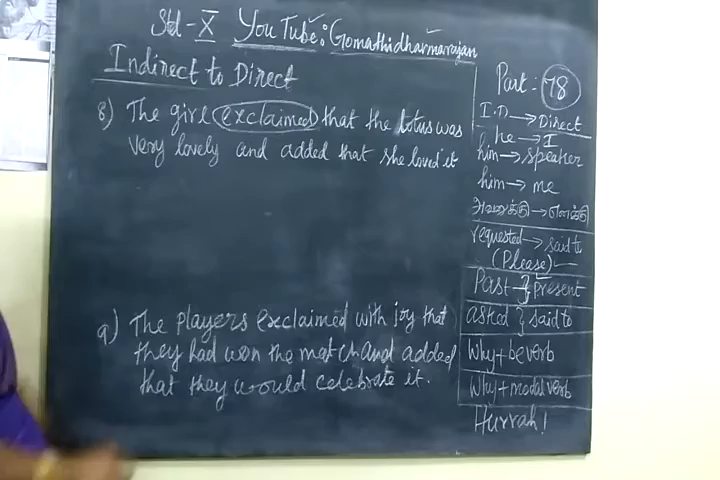 Std - X YouTube: Gomathidharmarajan
Indirect to Direct
8) The girl exclaimed that the lotus was
very lovely and added that she loved it
9) The players exclaimed with joy that
they had won the match and added
that they would celebrate it.
Part: 78
I.D → Direct
he → I
him → speaker
him → me
அவனுக்கு → எனக்கு
requested → said to
(Please)
Past } Present
asked } said to
Why + be verb
Why + modal verb
Hurrah!